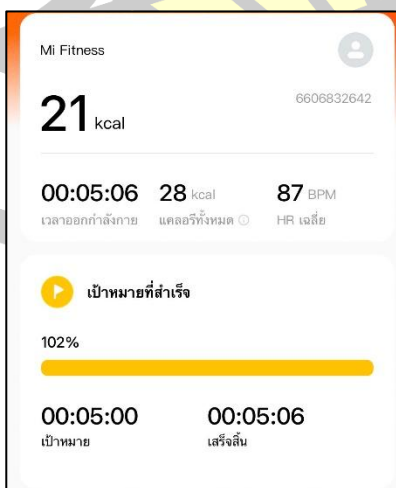 Mi Fitness
21 kcal
6606832642
00:05:06 28 kcal 87 BPM
เวลาออกกำลังกาย แคลอรีทั้งหมด HR เฉลี่ย
เป้าหมายที่สำเร็จ
102%
00:05:00 00:05:06
เป้าหมาย เสร็จสิ้น